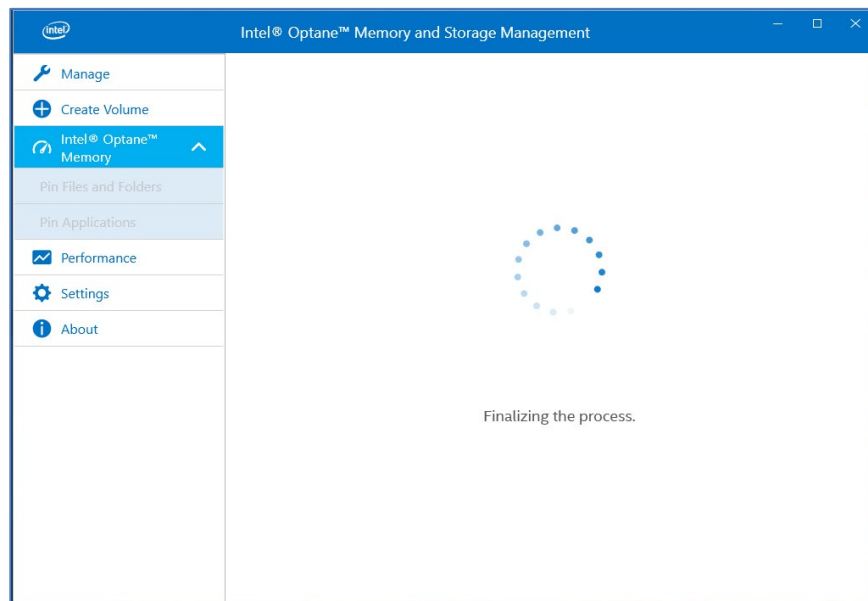 intel
Intel® Optane™ Memory and Storage Management
Manage
Create Volume
Intel® Optane™
Memory
Pin Files and Folders
Pin Applications
Performance
Settings
About
Finalizing the process.